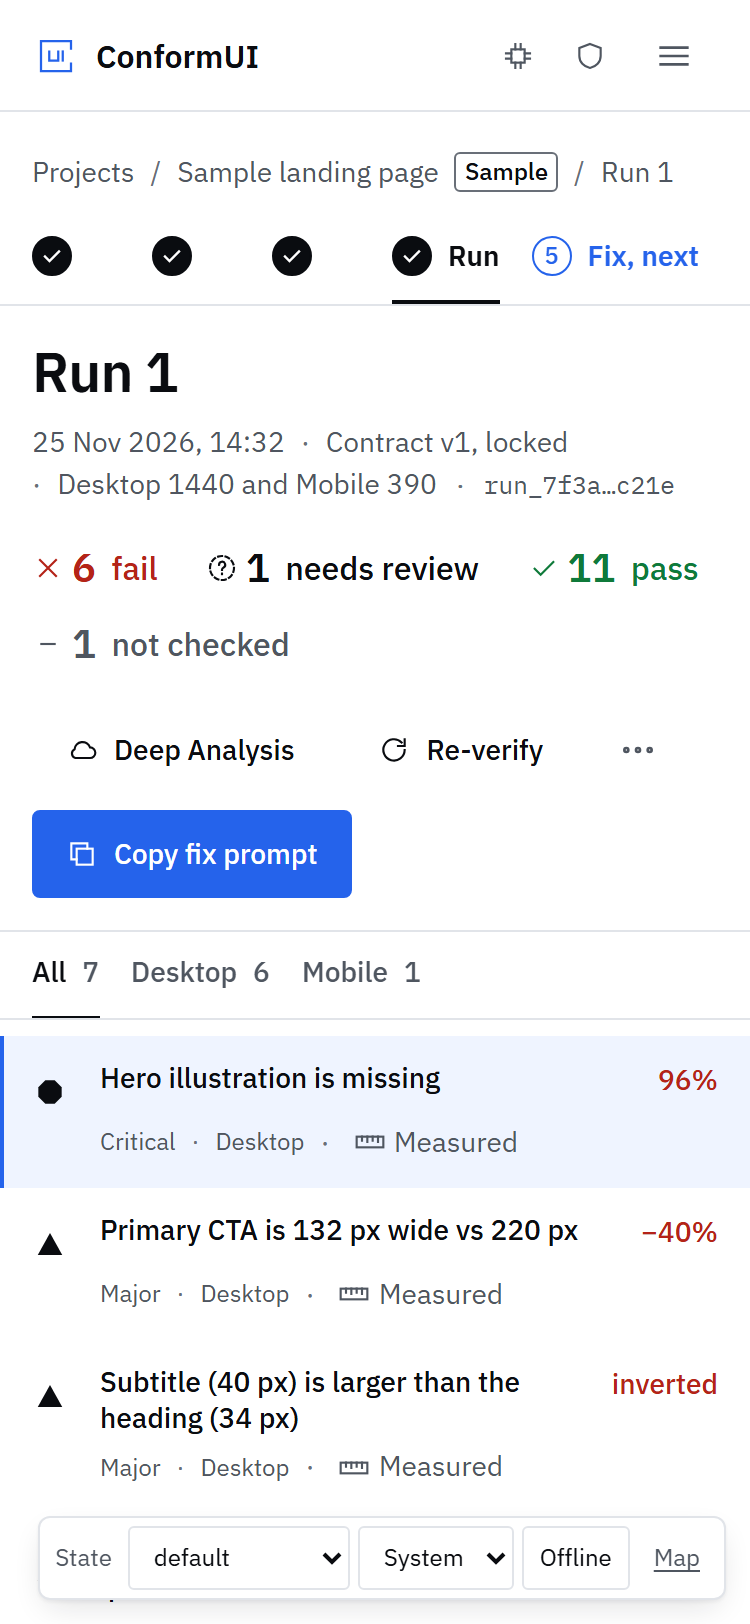 UI ConformUI
Projects / Sample landing page Sample / Run 1
Run 5 Fix, next
Run 1
25 Nov 2026, 14:32 · Contract v1, locked
· Desktop 1440 and Mobile 390 · run_7f3a…c21e
6 fail ? 1 needs review 11 pass
– 1 not checked
Deep Analysis Re-verify
Copy fix prompt
All 7 Desktop 6 Mobile 1
Hero illustration is missing 96%
Critical · Desktop · Measured
Primary CTA is 132 px wide vs 220 px −40%
Major · Desktop · Measured
Subtitle (40 px) is larger than the inverted
heading (34 px)
Major · Desktop · Measured
State default System Offline Map